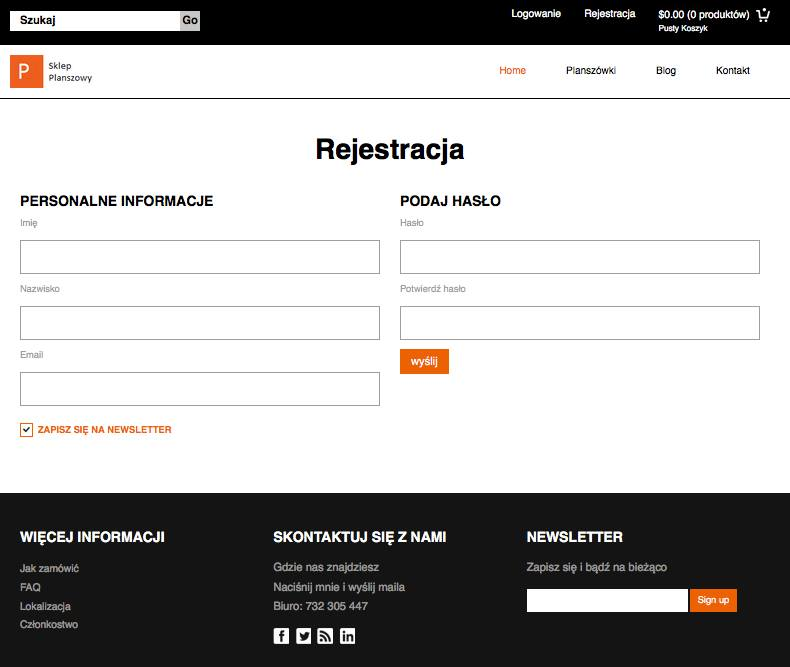 Szukaj
Go
Logowanie
Rejestracja
$0.00 (0 produktów)
Pusty Koszyk
P
Sklep
Planszowy
Home
Planszówki
Blog
Kontakt
Rejestracja
PERSONALNE INFORMACJE
Imię
Nazwisko
Email
ZAPISZ SIĘ NA NEWSLETTER
PODAJ HASŁO
Hasło
Potwierdź hasło
wyślij
WIĘCEJ INFORMACJI
Jak zamówić
FAQ
Lokalizacja
Członkostwo
SKONTAKTUJ SIĘ Z NAMI
Gdzie nas znajdziesz
Naciśnij mnie i wyślij maila
Biuro: 732 305 447
f
in
NEWSLETTER
Zapisz się i bądź na bieżąco
Sign up